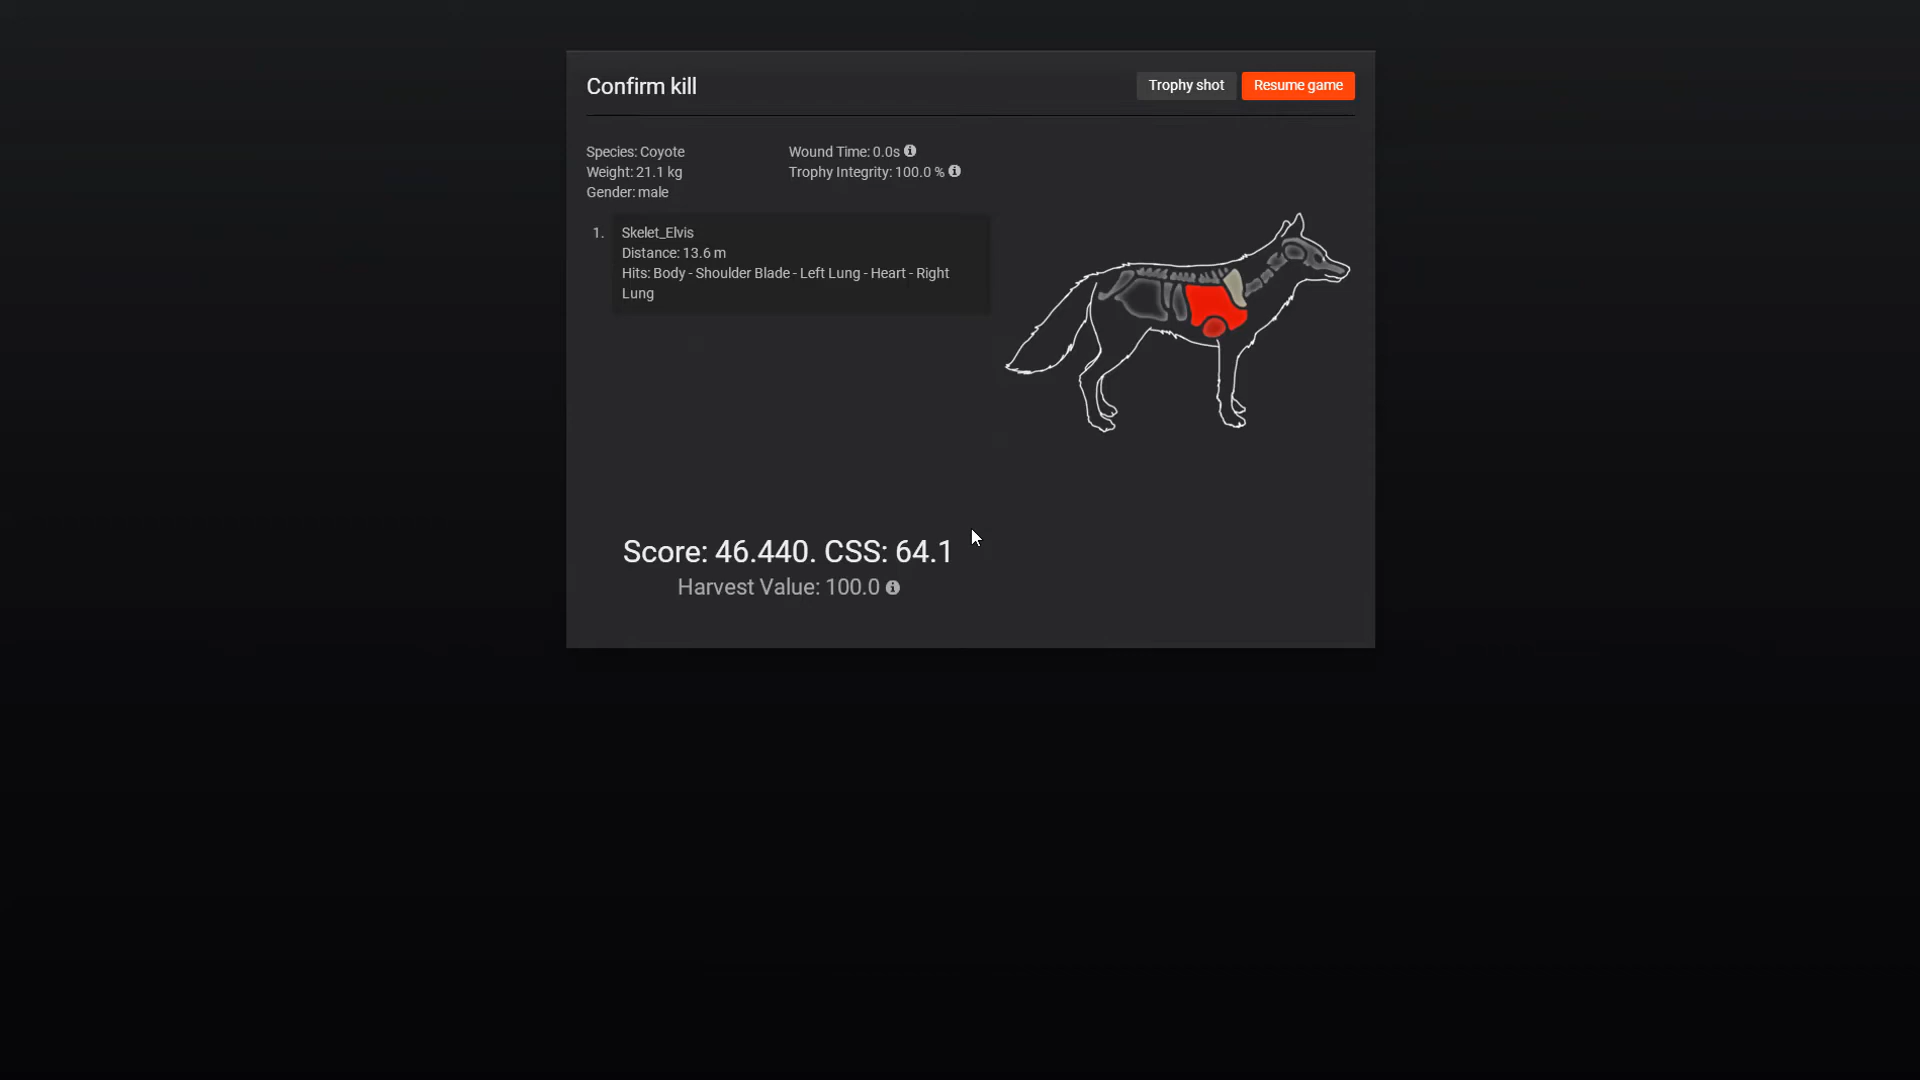 Confirm kill
Trophy shot
Resume game
Species: Coyote
Weight: 21.1 kg
Gender: male
Wound Time: 0.0s
Trophy Integrity: 100.0 %
1.
Skelet_Elvis
Distance: 13.6 m
Hits: Body - Shoulder Blade - Left Lung - Heart - Right
Lung
Score: 46.440. CSS: 64.1
Harvest Value: 100.0